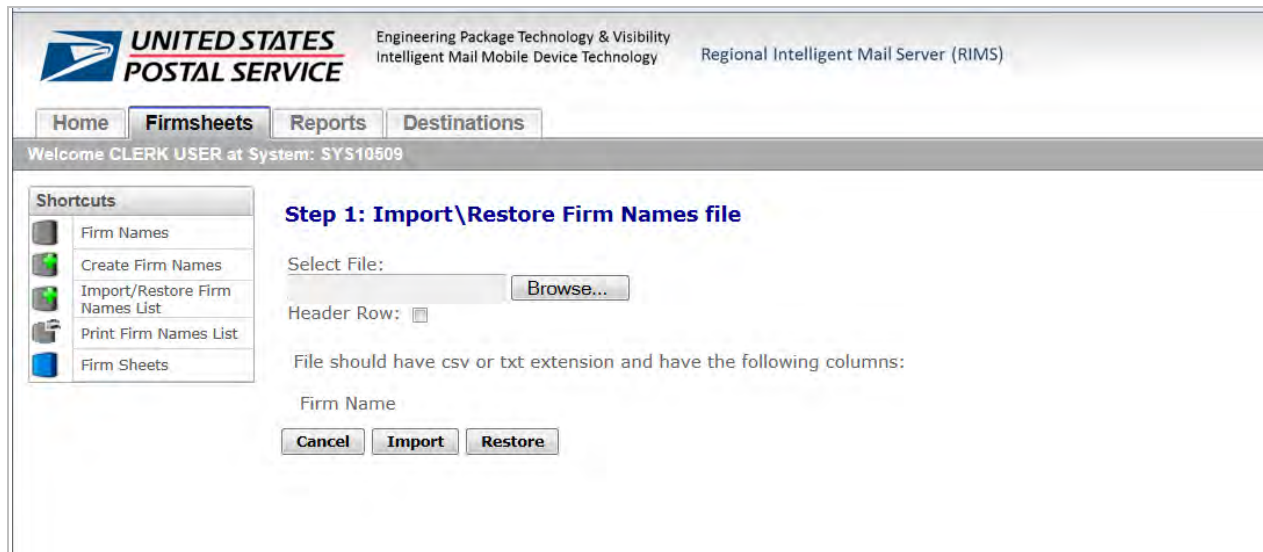 UNITED STATES
POSTAL SERVICE
Engineering Package Technology & Visibility
Intelligent Mail Mobile Device Technology
Regional Intelligent Mail Server (RIMS)
Home Firmsheets Reports Destinations
Welcome CLERK USER at System: SYS10509
Shortcuts
Firm Names
Create Firm Names
Import/Restore Firm
Names List
Print Firm Names List
Firm Sheets
Step 1: Import\Restore Firm Names file
Select File:
Browse...
Header Row:
File should have csv or txt extension and have the following columns:
Firm Name
Cancel Import Restore